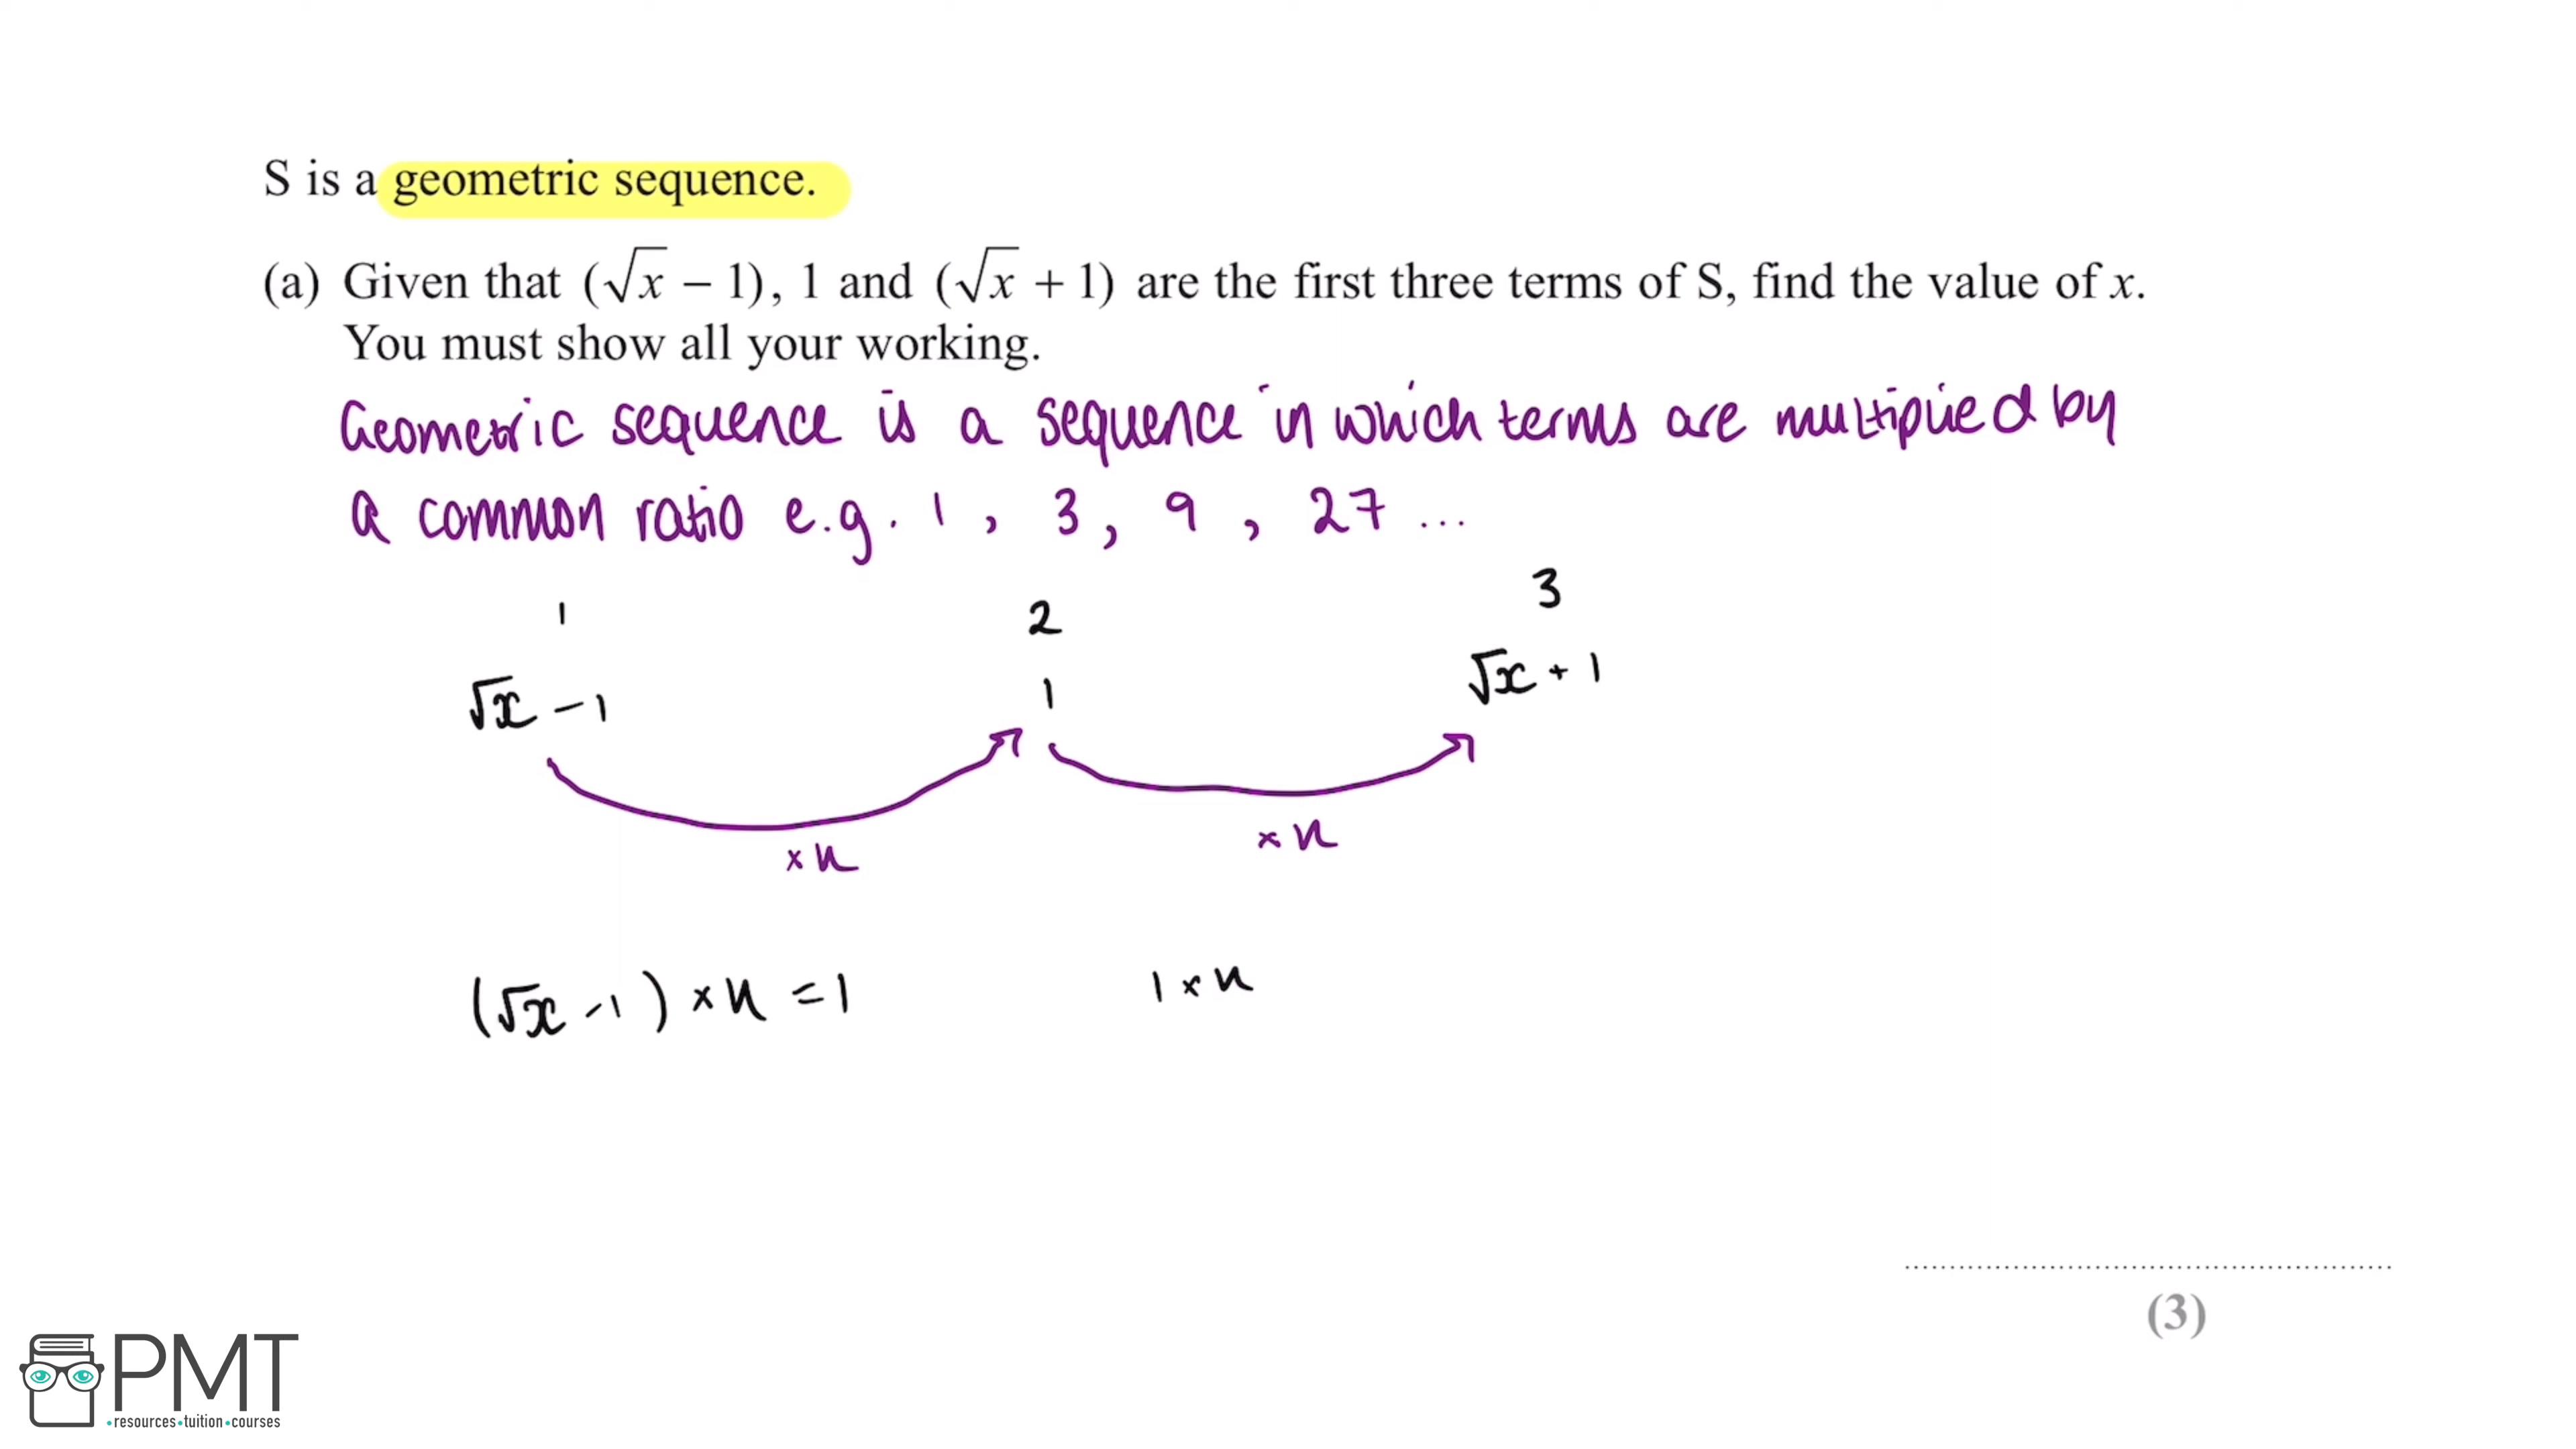 S is a geometric sequence.
(a) Given that (√x − 1), 1 and (√x + 1) are the first three terms of S, find the value of x.
You must show all your working.
Geometric sequence is a sequence in which terms are multiplied by
a common ratio e.g. 1, 3, 9, 27 ...
1 2 3
√x − 1 1 √x + 1
×n ×n
(√x − 1) × n = 1 1 × n
(3)
PMT
•resources•tuition•courses